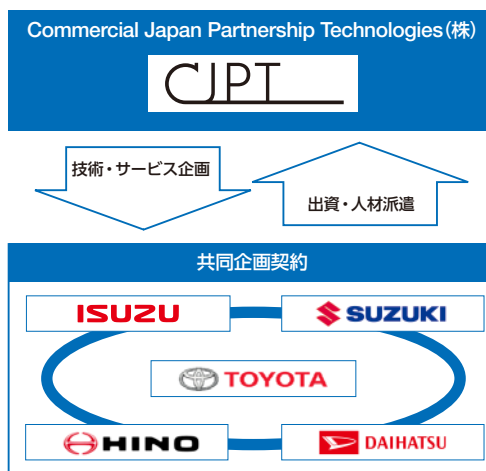 Commercial Japan Partnership Technologies(株)
CJPT
技術・サービス企画
出資・人材派遣
共同企画契約
ISUZU
SUZUKI
TOYOTA
HINO
DAIHATSU